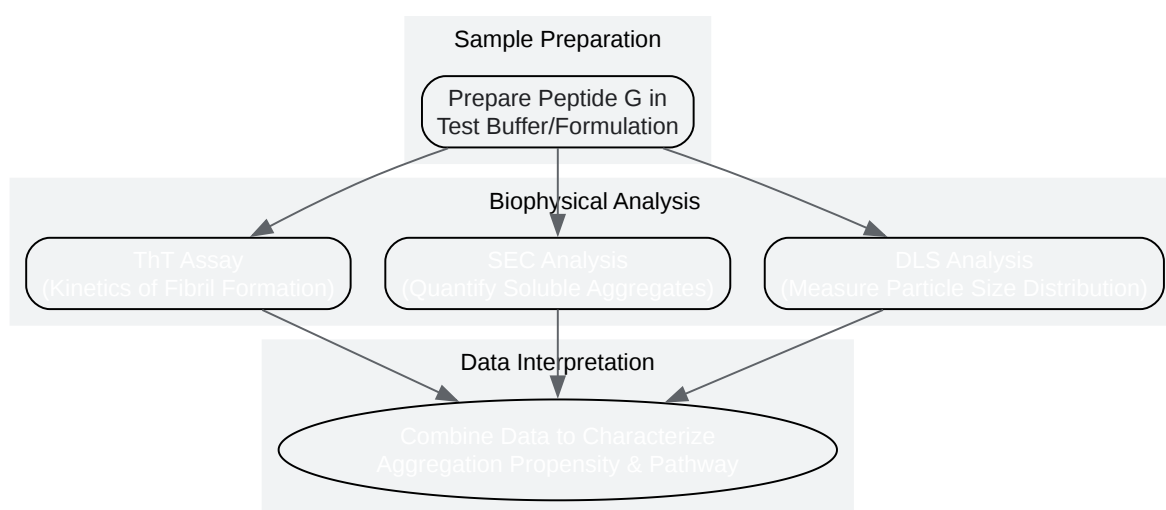 Sample Preparation
Prepare Peptide G in
Test Buffer/Formulation
Biophysical Analysis
ThT Assay
(Kinetics of Fibril Formation)
SEC Analysis
(Quantify Soluble Aggregates)
DLS Analysis
(Measure Particle Size Distribution)
Data Interpretation
Combine Data to Characterize
Aggregation Propensity & Pathway